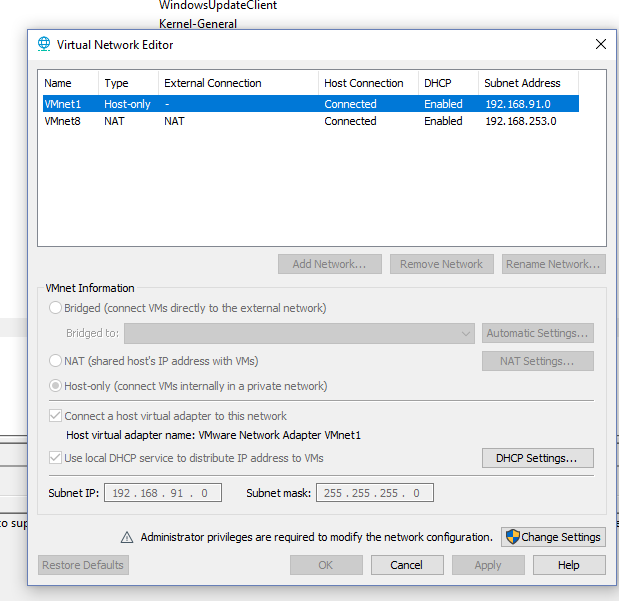 WindowsUpdateClient
Kernel-General
Virtual Network Editor
Name Type External Connection Host Connection DHCP Subnet Address
VMnet1 Host-only - Connected Enabled 192.168.91.0
VMnet8 NAT NAT Connected Enabled 192.168.253.0
Add Network... Remove Network Rename Network...
VMnet Information
Bridged (connect VMs directly to the external network)
Bridged to: Automatic Settings...
NAT (shared host's IP address with VMs) NAT Settings...
Host-only (connect VMs internally in a private network)
Connect a host virtual adapter to this network
Host virtual adapter name: VMware Network Adapter VMnet1
Use local DHCP service to distribute IP address to VMs DHCP Settings...
Subnet IP: 192 . 168 . 91 . 0 Subnet mask: 255 . 255 . 255 . 0
to sup
Administrator privileges are required to modify the network configuration. Change Settings
Restore Defaults OK Cancel Apply Help